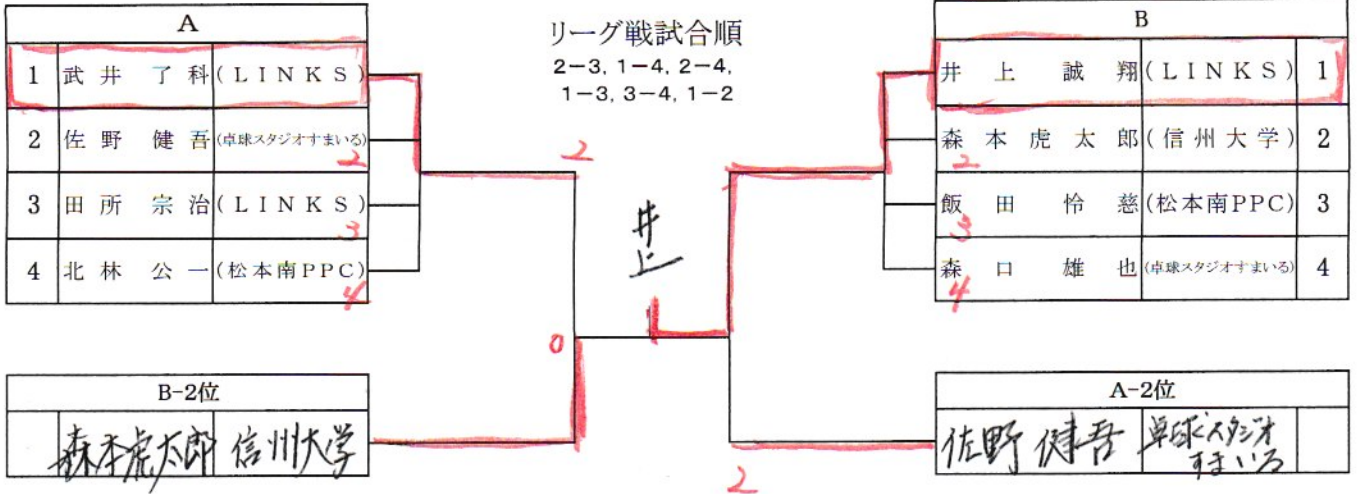 A
1 武井 了科 (LINKS)
2 佐野 健吾 (卓球スタジオすまいる) 2
3 田所 宗治 (LINKS) 3
4 北林 公一 (松本南PPC) 4
リーグ戦試合順
2-3, 1-4, 2-4,
1-3, 3-4, 1-2
B
井上 誠翔 (LINKS) 1
森本虎太郎 (信州大学) 2
2
飯田 怜慈 (松本南PPC) 3
3
森口 雄也 (卓球スタジオすまいる) 4
4
2
井上
0
2
B-2位
森本虎太郎 信州大学
A-2位
佐野 健吾 卓球スタジオ
すまいる